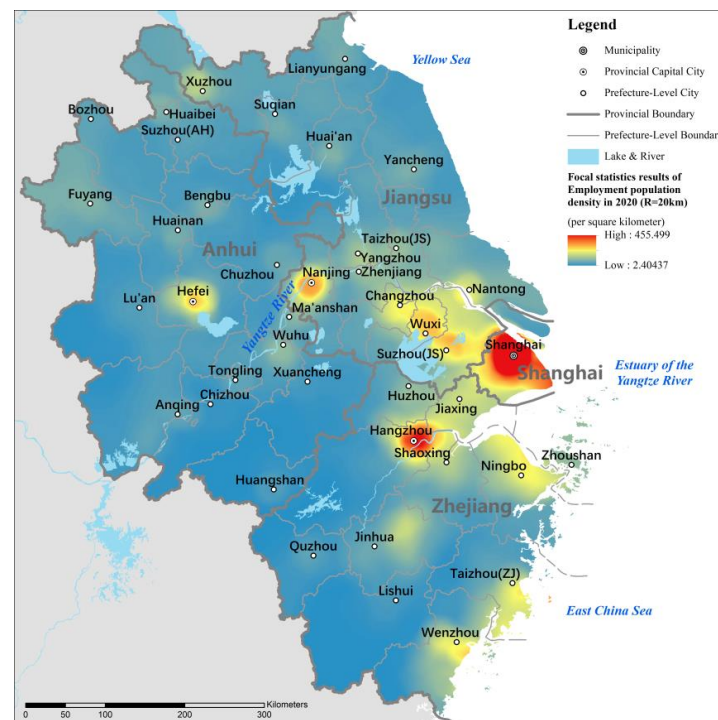 Legend
Municipality
Provincial Capital City
Prefecture-Level City
Provincial Boundary
Prefecture-Level Boundar
Lake & River
Focal statistics results of
Employment population
density in 2020 (R=20km)
(per square kilometer)
High : 455.499
Low : 2.40437
Yellow Sea
Lianyungang
Xuzhou
Bozhou
Huaibei
Suqian
Suzhou(AH)
Huai'an
Yancheng
Fuyang
Bengbu
Jiangsu
Huainan
Anhui
Taizhou(JS)
Yangzhou
Chuzhou
Nanjing
Zhenjiang
Hefei
Changzhou
Nantong
Lu'an
Yangtze River
Ma'anshan
Wuxi
Wuhu
Suzhou(JS)
Shanghai
Shanghai
Estuary of the
Yangtze River
Tongling
Xuancheng
Huzhou
Chizhou
Jiaxing
Anqing
Hangzhou
Shaoxing
Zhoushan
Ningbo
Huangshan
Zhejiang
Jinhua
Quzhou
Taizhou(ZJ)
Lishui
East China Sea
Wenzhou
Kilometers
0 50 100 200 300